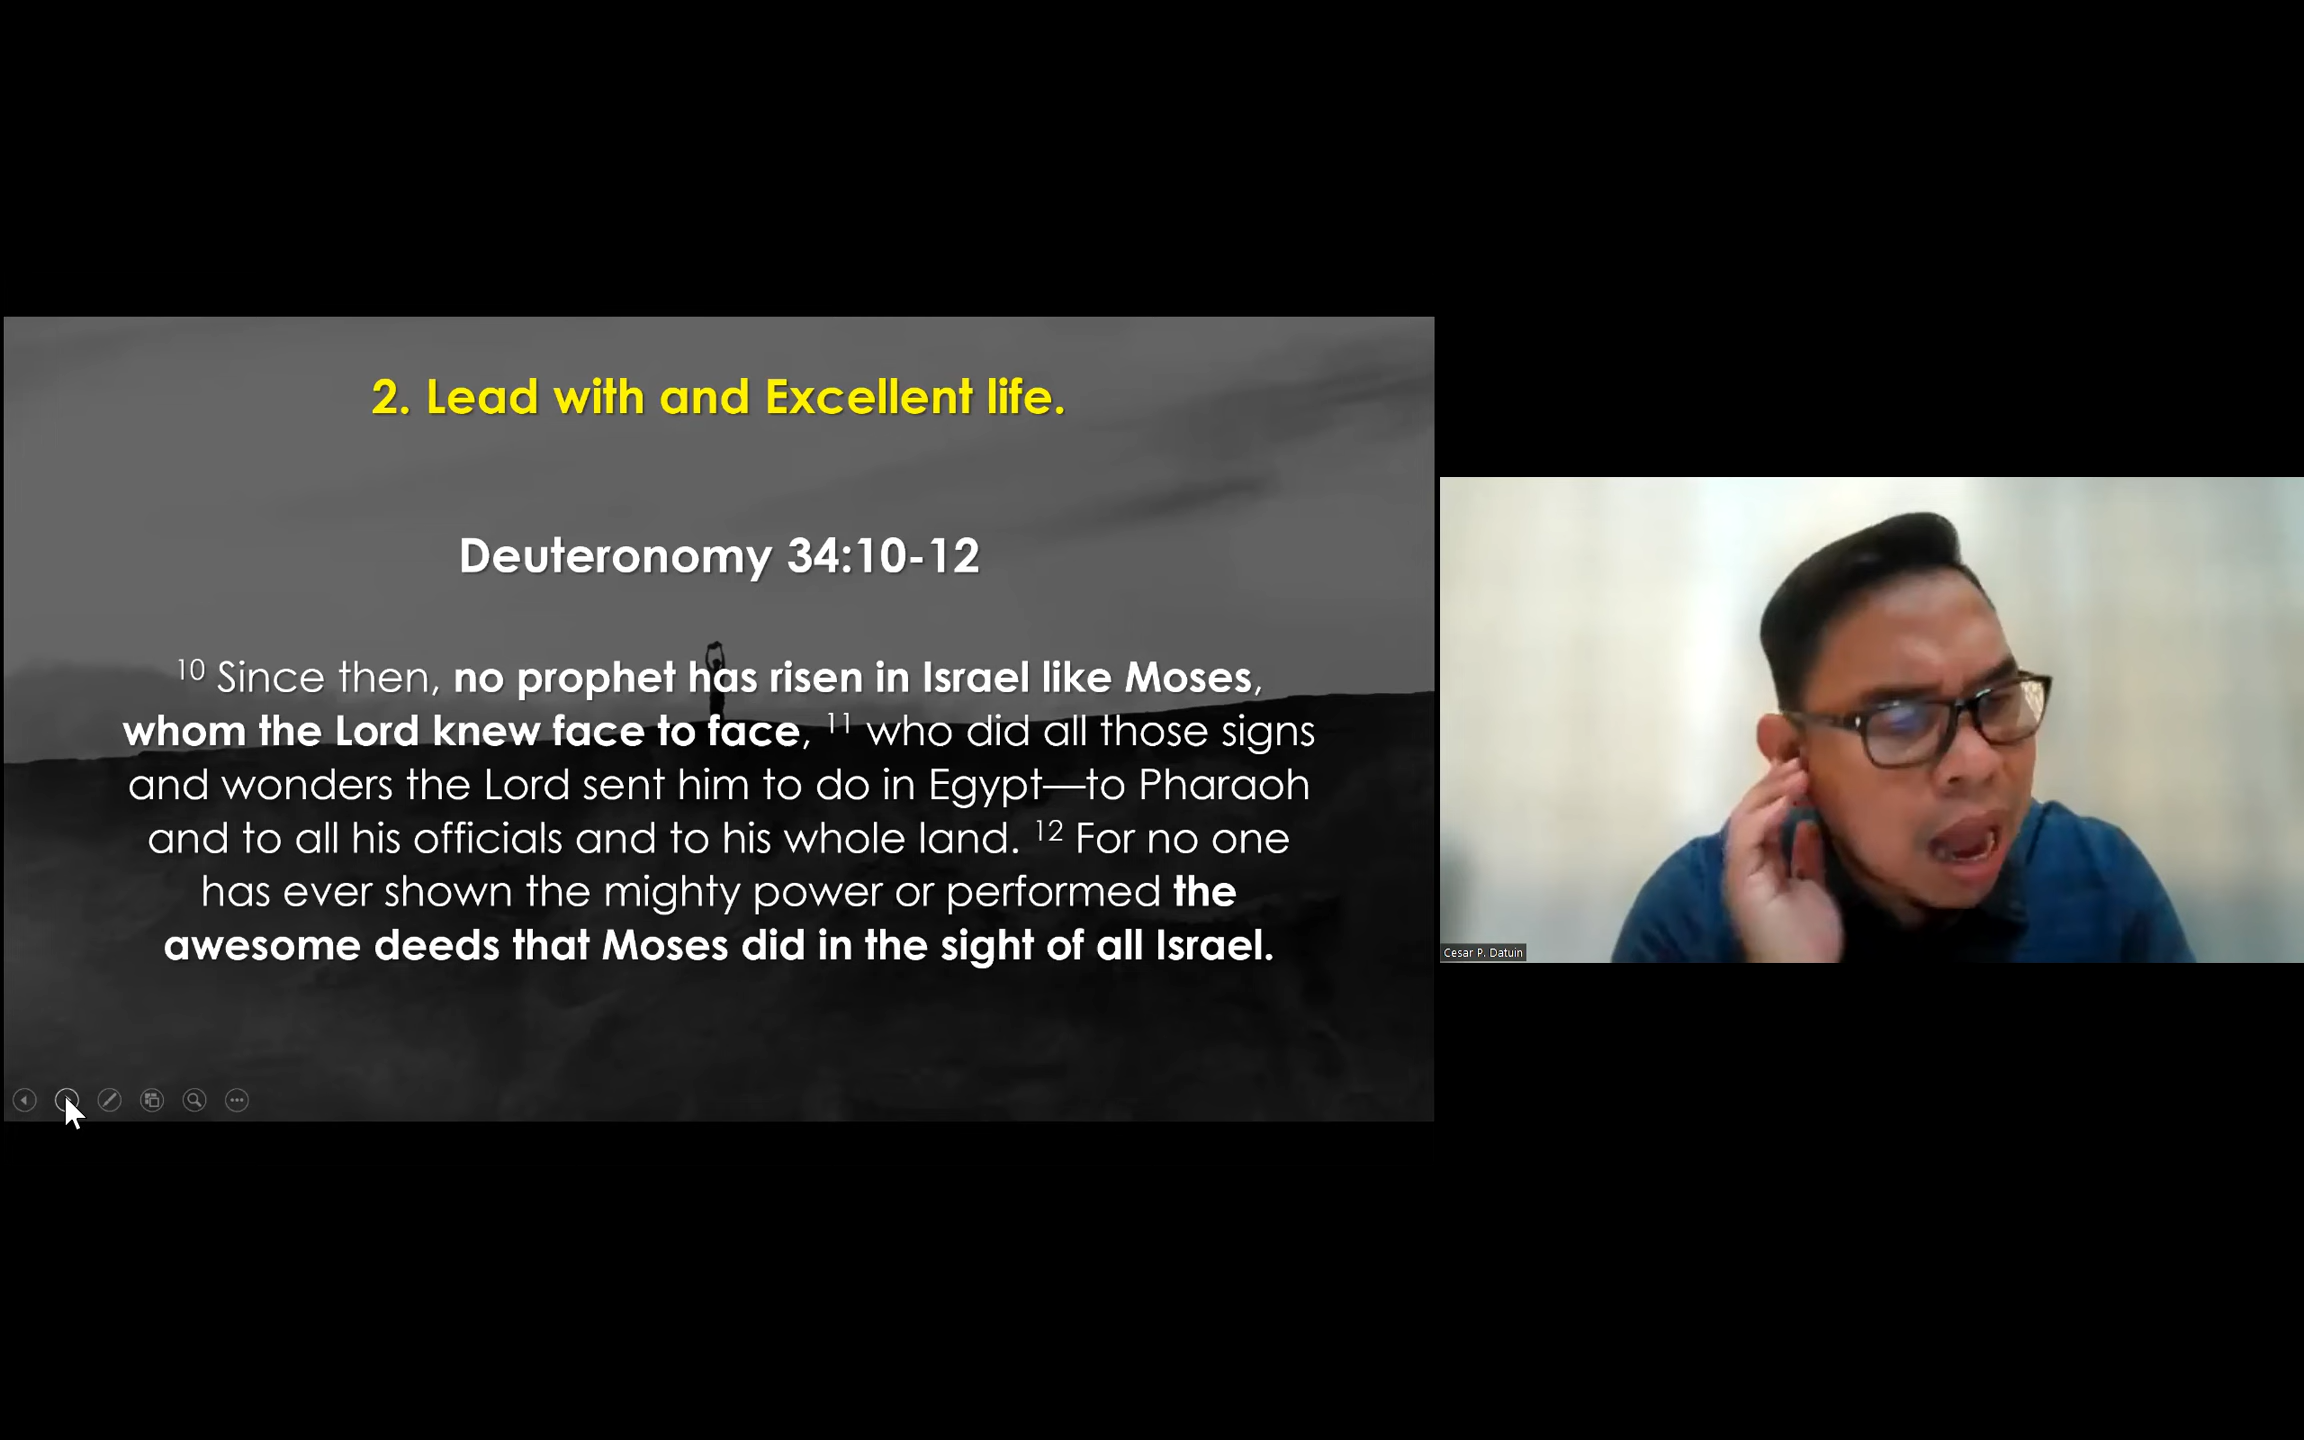 2. Lead with and Excellent life.
Deuteronomy 34:10-12
10 Since then, no prophet has risen in Israel like Moses,
whom the Lord knew face to face, 11 who did all those signs
and wonders the Lord sent him to do in Egypt—to Pharaoh
and to all his officials and to his whole land. 12 For no one
has ever shown the mighty power or performed the
awesome deeds that Moses did in the sight of all Israel.
Cesar P. Datuin